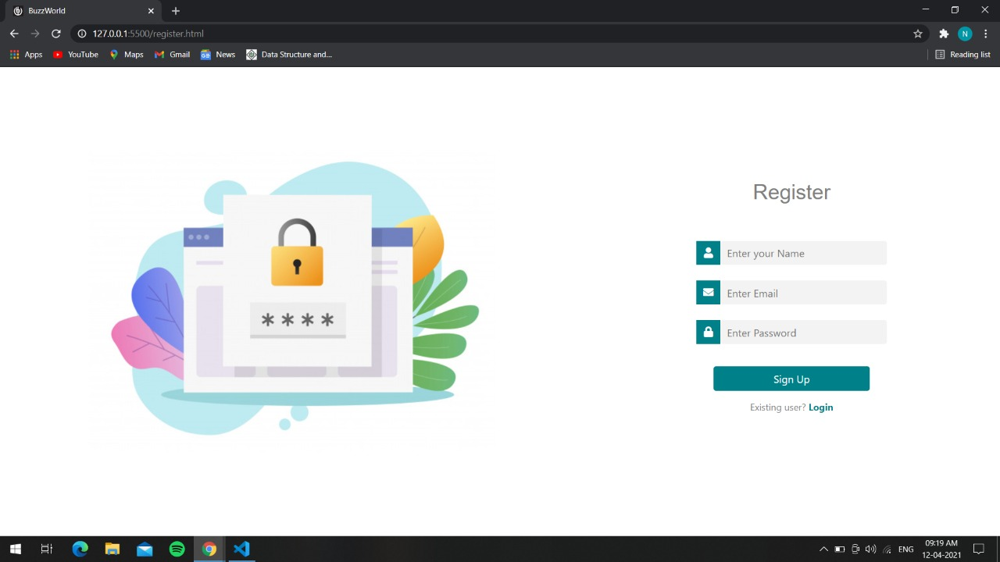 BuzzWorld
127.0.0.1:5500/register.html
N
Apps YouTube Maps Gmail News Data Structure and... Reading list
Register
Enter your Name
Enter Email
Enter Password
Sign Up
Existing user? Login
****
ENG
09:19 AM
12-04-2021